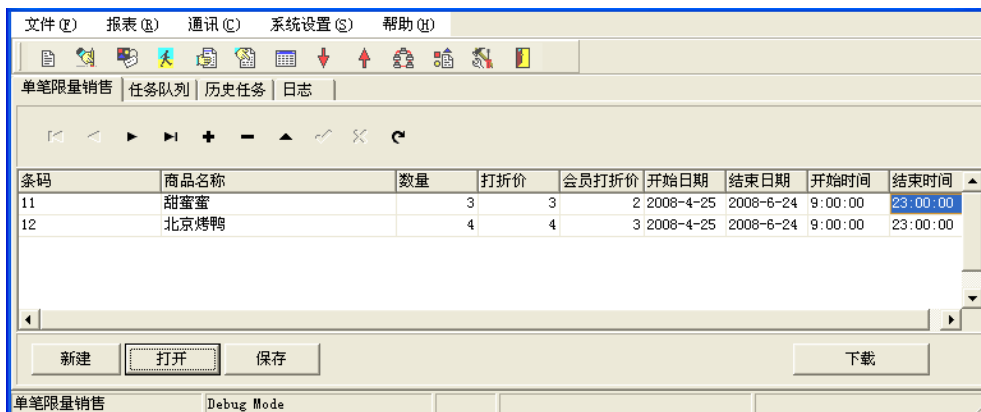 文件(F) 报表(R) 通讯(C) 系统设置(S) 帮助(H)
单笔限量销售 任务队列 历史任务 日志
条码 商品名称 数量 打折价 会员打折价 开始日期 结束日期 开始时间 结束时间
11 甜蜜蜜 3 3 2 2008-4-25 2008-6-24 9:00:00 23:00:00
12 北京烤鸭 4 4 3 2008-4-25 2008-6-24 9:00:00 23:00:00
新建 打开 保存 下载
单笔限量销售 Debug Mode